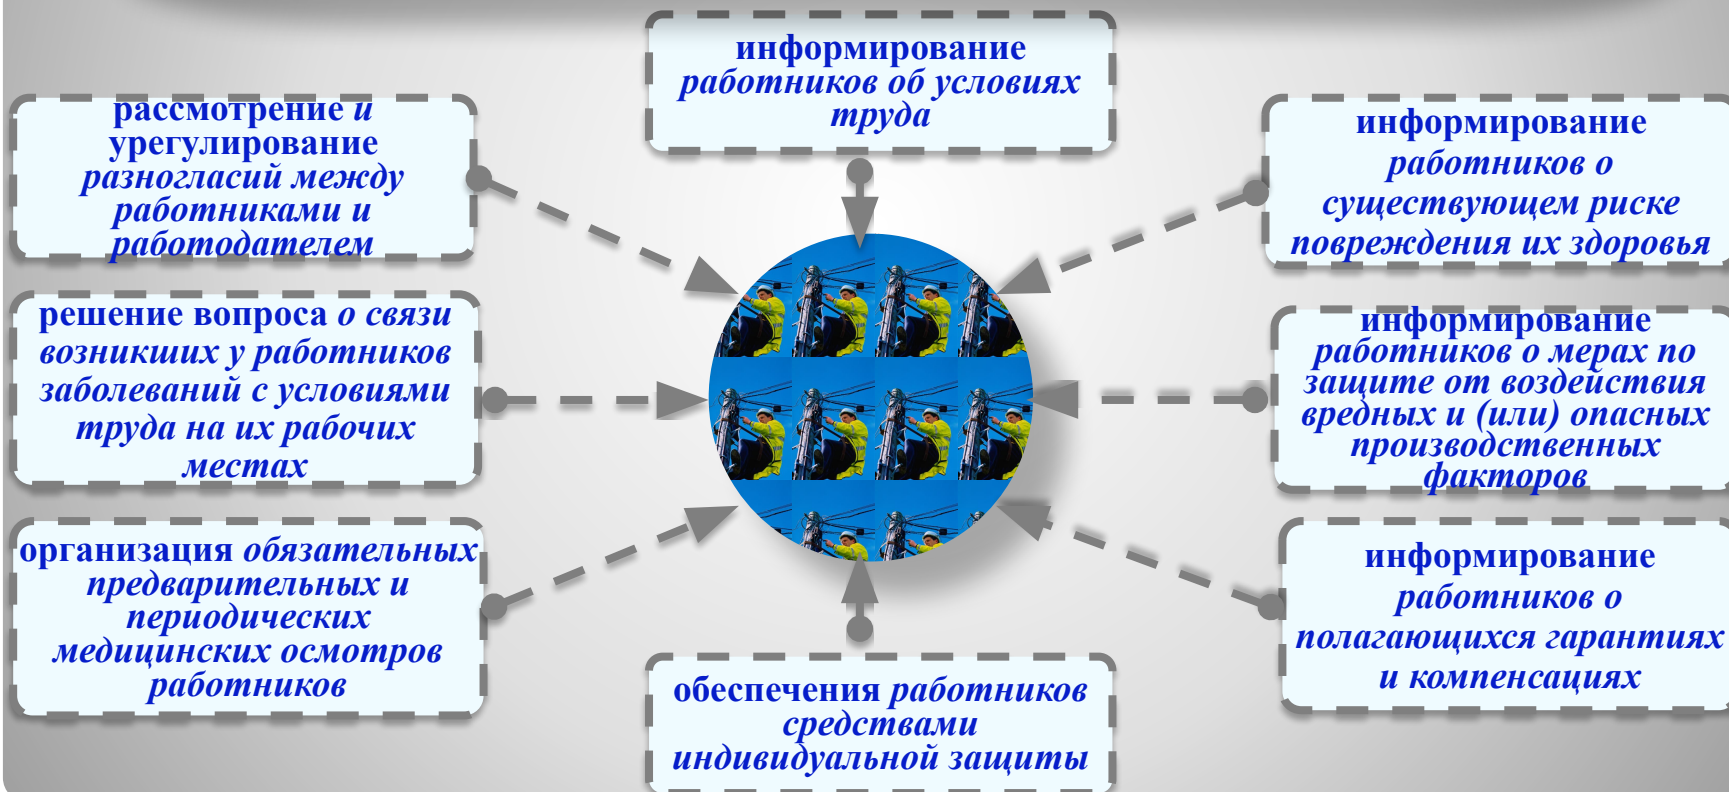 информирование
работников об условиях
труда
рассмотрение и
урегулирование
разногласий между
работниками и
работодателем
информирование
работников о
существующем риске
повреждения их здоровья
решение вопроса о связи
возникших у работников
заболеваний с условиями
труда на их рабочих
местах
информирование
работников о мерах по
защите от воздействия
вредных и (или) опасных
производственных
факторов
организация обязательных
предварительных и
периодических
медицинских осмотров
работников
информирование
работников о
полагающихся гарантиях
и компенсациях
обеспечения работников
средствами
индивидуальной защиты